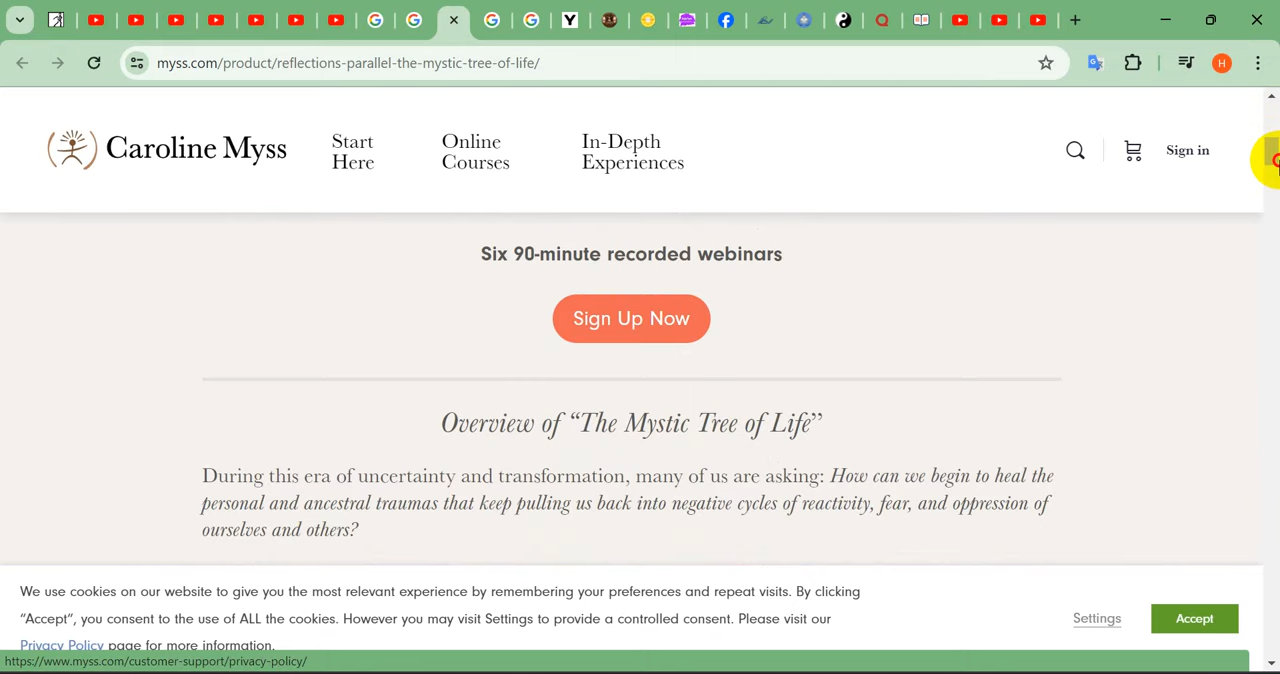 myss.com/product/reflections-parallel-the-mystic-tree-of-life/
H
Caroline Myss
Start Here
Online Courses
In-Depth Experiences
Sign in
Six 90-minute recorded webinars
Sign Up Now
Overview of “The Mystic Tree of Life”
During this era of uncertainty and transformation, many of us are asking: How can we begin to heal the
personal and ancestral traumas that keep pulling us back into negative cycles of reactivity, fear, and oppression of
ourselves and others?
We use cookies on our website to give you the most relevant experience by remembering your preferences and repeat visits. By clicking
“Accept”, you consent to the use of ALL the cookies. However you may visit Settings to provide a controlled consent. Please visit our
Privacy Policy page for more information.
Settings
Accept
https://www.myss.com/customer-support/privacy-policy/